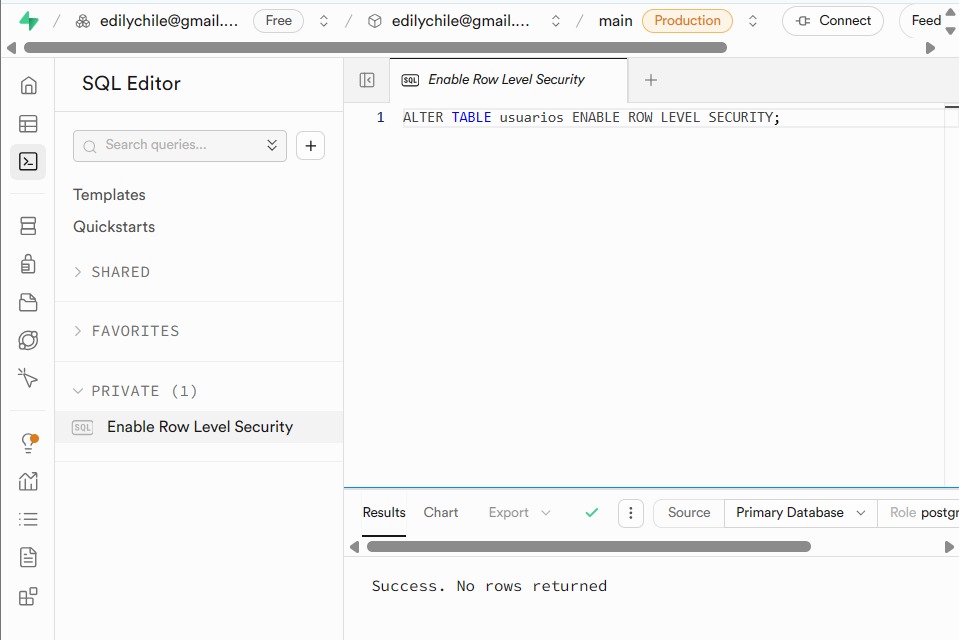 edilychile@gmail.... Free edilychile@gmail.... main Production Connect Feed
SQL Editor
Search queries...
Templates
Quickstarts
SHARED
FAVORITES
PRIVATE (1)
SQL Enable Row Level Security
SQL Enable Row Level Security
1 ALTER TABLE usuarios ENABLE ROW LEVEL SECURITY;
Results Chart Export Source Primary Database Role postgr
Success. No rows returned